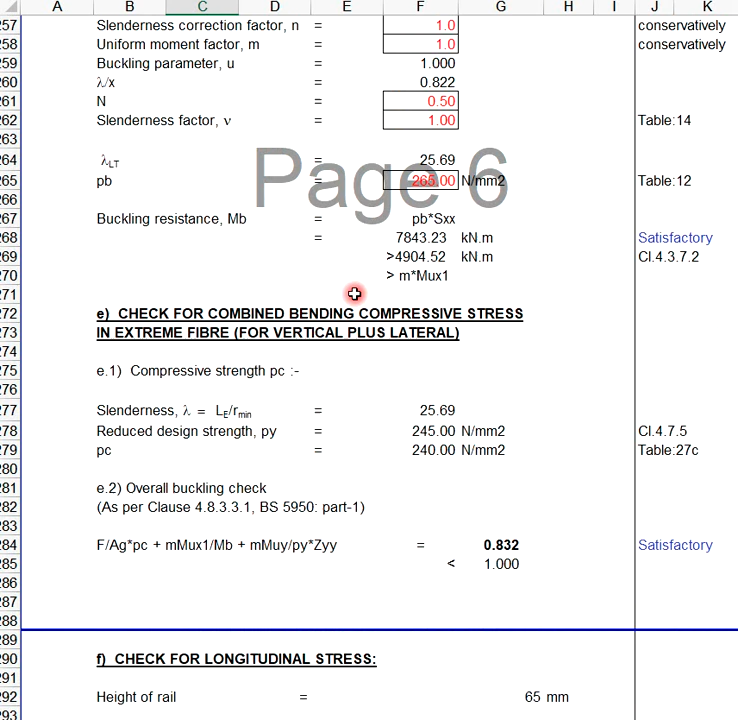 A B C D E F G H I J K
257 Slenderness correction factor, n = 1.0 conservatively
258 Uniform moment factor, m = 1.0 conservatively
259 Buckling parameter, u = 1.000
260 λ/x = 0.822
261 N = 0.50
262 Slenderness factor, ν = 1.00 Table:14
263
264 λLT = 25.69
265 pb = 265.00 N/mm2 Table:12
Page 6
266
267 Buckling resistance, Mb = pb*Sxx
268 = 7843.23 kN.m Satisfactory
269 >4904.52 kN.m Cl.4.3.7.2
270 > m*Mux1
271
272 e) CHECK FOR COMBINED BENDING COMPRESSIVE STRESS
273 IN EXTREME FIBRE (FOR VERTICAL PLUS LATERAL)
274
275 e.1) Compressive strength pc :-
276
277 Slenderness, λ = LE/rmin = 25.69
278 Reduced design strength, py = 245.00 N/mm2 Cl.4.7.5
279 pc = 240.00 N/mm2 Table:27c
280
281 e.2) Overall buckling check
282 (As per Clause 4.8.3.3.1, BS 5950: part-1)
283
284 F/Ag*pc + mMux1/Mb + mMuy/py*Zyy = 0.832 Satisfactory
285 < 1.000
286
287
288
289
290 f) CHECK FOR LONGITUDINAL STRESS:
291
292 Height of rail = 65 mm
293